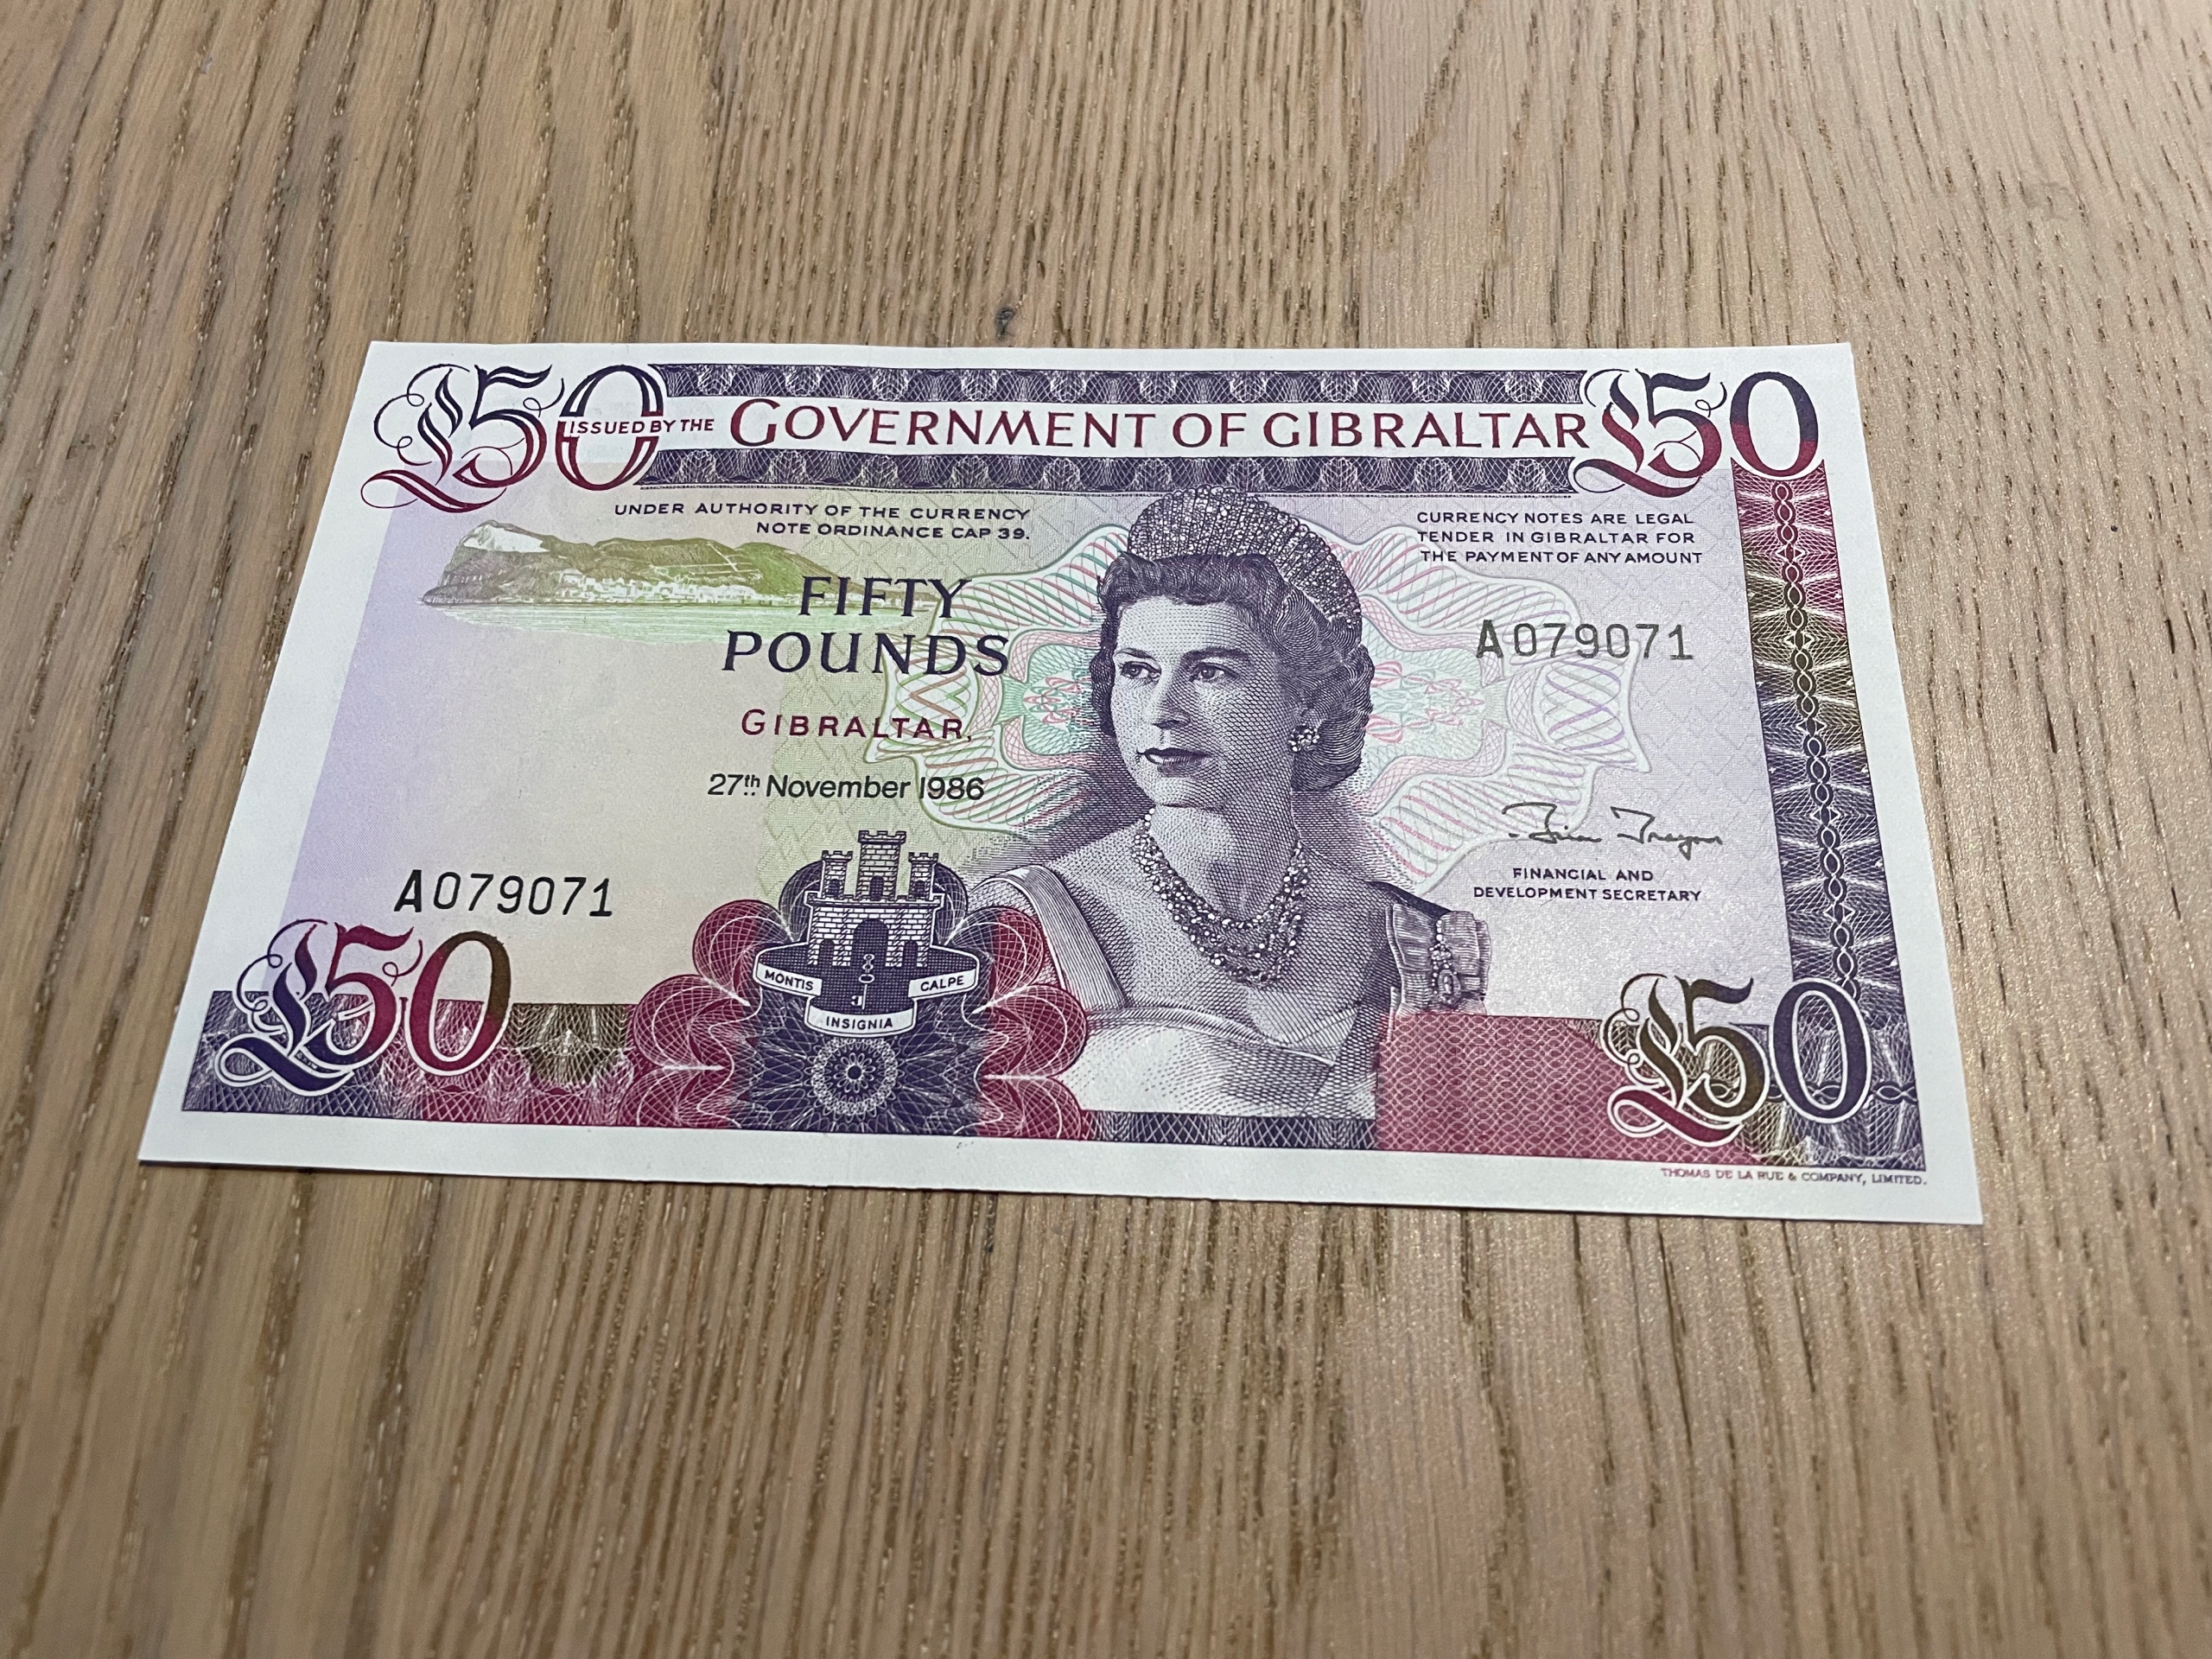 £50
ISSUED BY THE GOVERNMENT OF GIBRALTAR
£50
UNDER AUTHORITY OF THE CURRENCY
NOTE ORDINANCE CAP 39.
CURRENCY NOTES ARE LEGAL
TENDER IN GIBRALTAR FOR
THE PAYMENT OF ANY AMOUNT
FIFTY
POUNDS
A079071
GIBRALTAR,
27th November 1986
FINANCIAL AND
DEVELOPMENT SECRETARY
A079071
£50
MONTIS
CALPE
INSIGNIA
£50
THOMAS DE LA RUE & COMPANY, LIMITED.